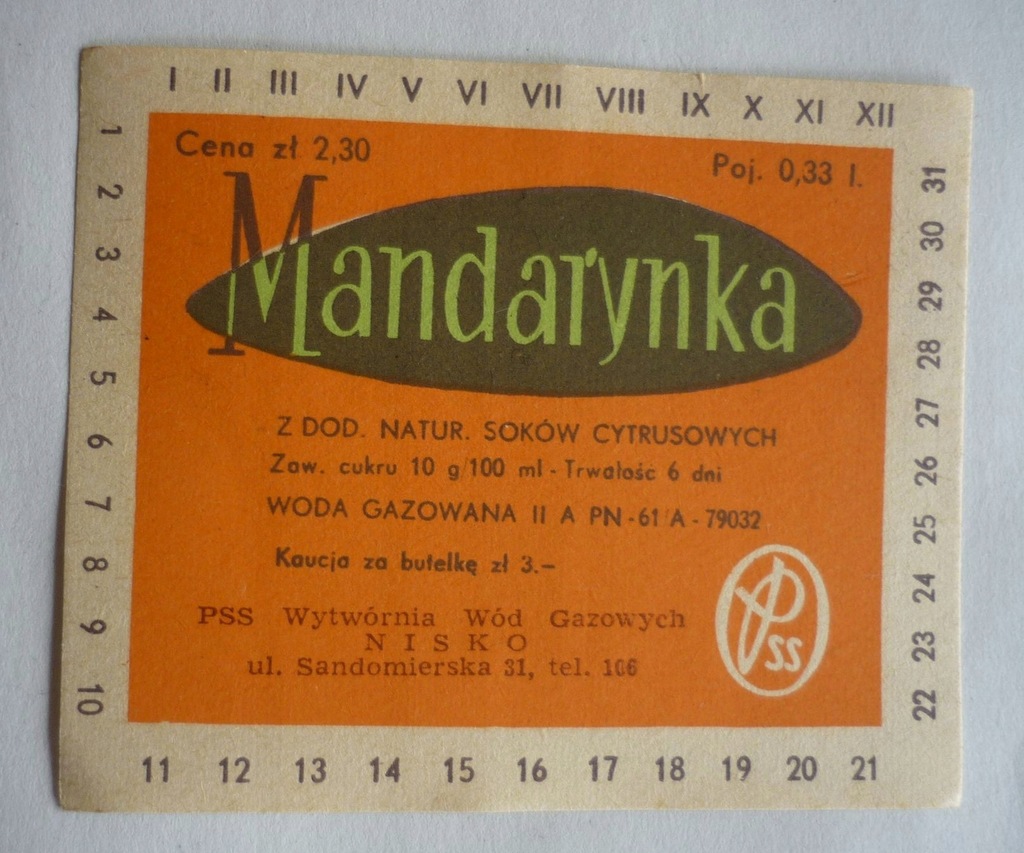 I II III IV V VI VII VIII IX X XI XII
1 2 3 4 5 6 7 8 9 10
Cena zł 2,30
Poj. 0,33 l.
Mandarynka
Z DOD. NATUR. SOKÓW CYTRUSOWYCH
Zaw. cukru 10 g/100 ml - Trwałość 6 dni
WODA GAZOWANA II A PN-61/A-79032
Kaucja za butelkę zł 3.–
PSS Wytwórnia Wód Gazowych
NISKO
ul. Sandomierska 31, tel. 106
PSS
11 12 13 14 15 16 17 18 19 20 21
22 23 24 25 26 27 28 29 30 31